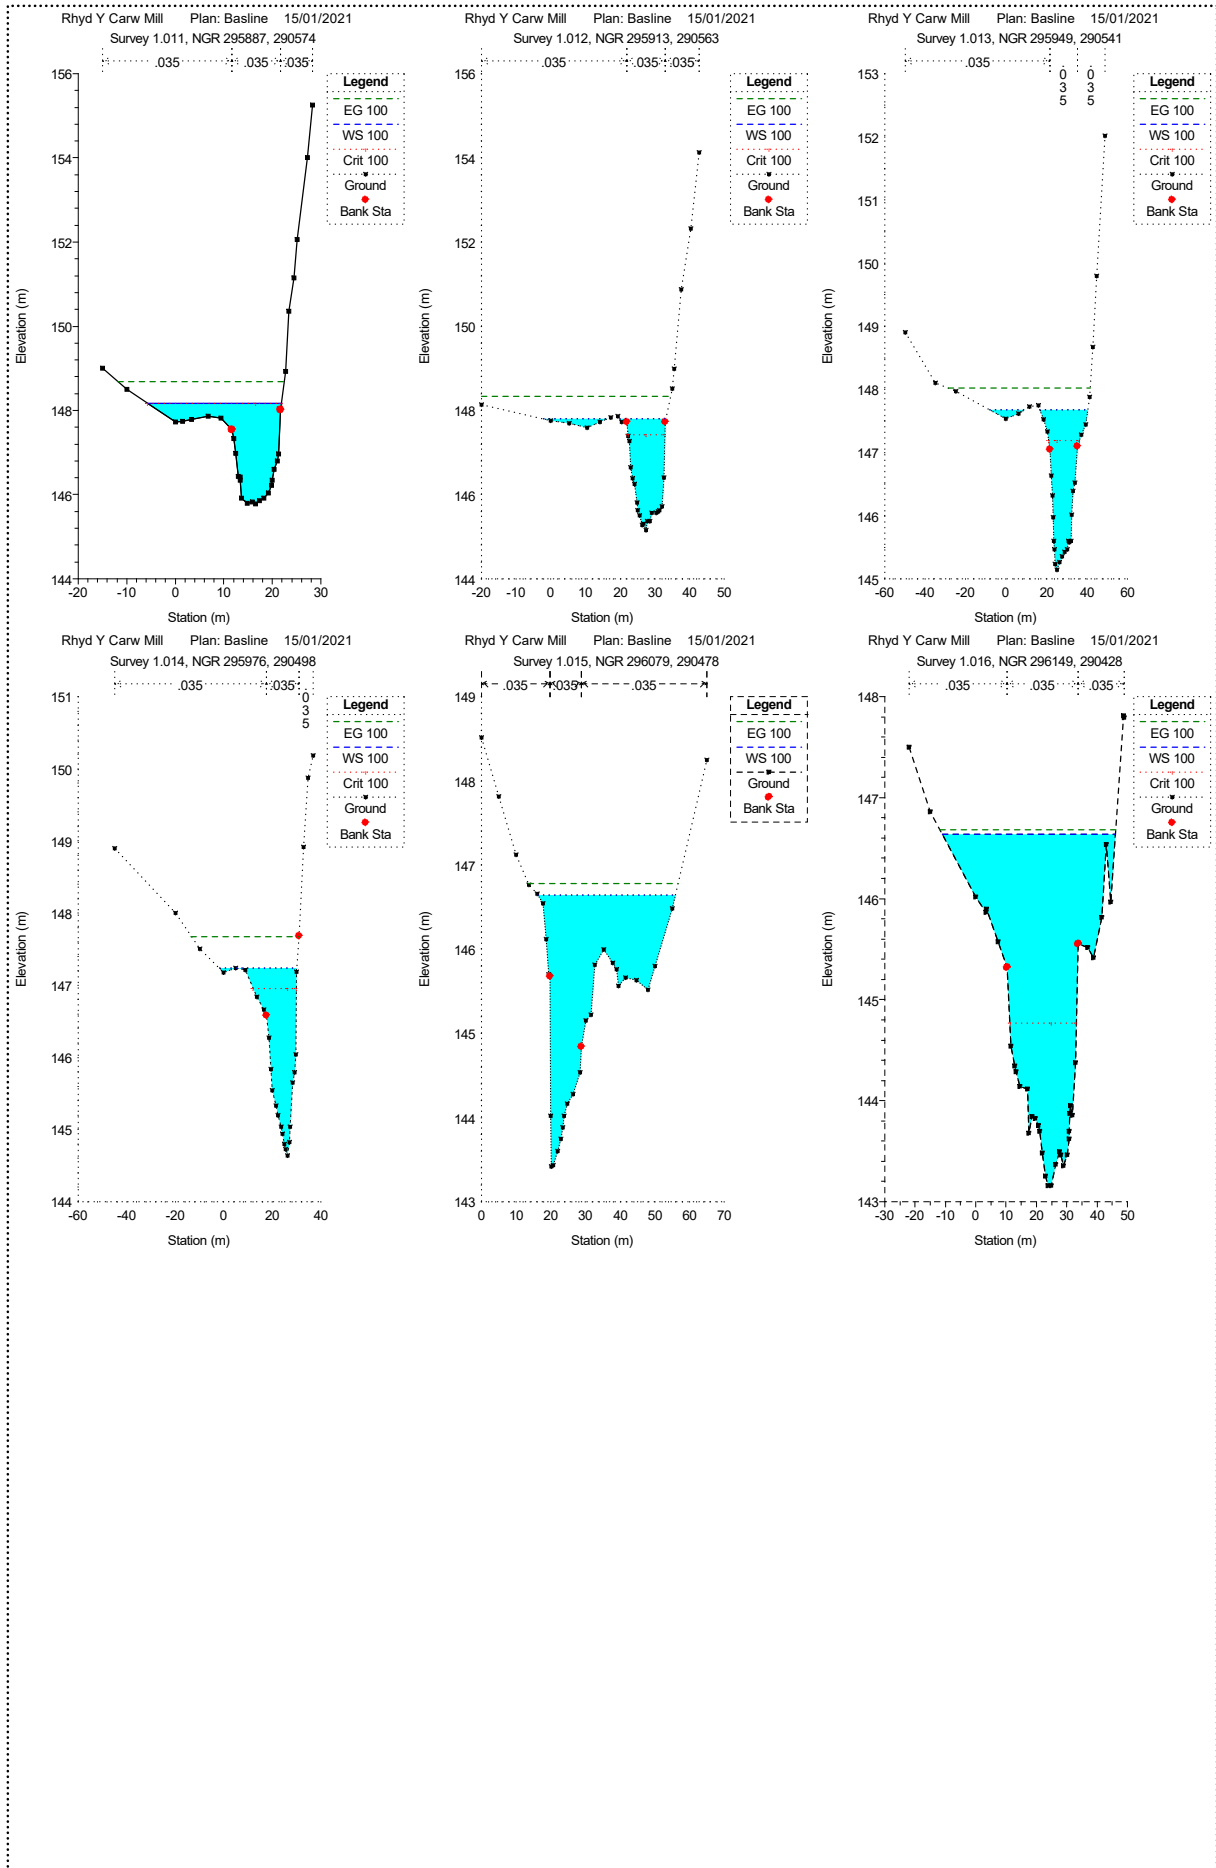 Rhyd Y Carw Mill Plan: Basline 15/01/2021
Survey 1.011, NGR 295887, 290574
.035 .035 .035
Legend
EG 100
WS 100
Crit 100
Ground
Bank Sta
156
154
152
150
148
146
144
-20 -10 0 10 20 30
Elevation (m)
Station (m)
Rhyd Y Carw Mill Plan: Basline 15/01/2021
Survey 1.012, NGR 295913, 290563
.035 .035 .035
Legend
EG 100
WS 100
Crit 100
Ground
Bank Sta
156
154
152
150
148
146
144
-20 -10 0 10 20 30 40 50
Elevation (m)
Station (m)
Rhyd Y Carw Mill Plan: Basline 15/01/2021
Survey 1.013, NGR 295949, 290541
.035
0 0
3 3
5 5
Legend
EG 100
WS 100
Crit 100
Ground
Bank Sta
153
152
151
150
149
148
147
146
145
-60 -40 -20 0 20 40 60
Elevation (m)
Station (m)
Rhyd Y Carw Mill Plan: Basline 15/01/2021
Survey 1.014, NGR 295976, 290498
.035 .035
0
3
5
Legend
EG 100
WS 100
Crit 100
Ground
Bank Sta
151
150
149
148
147
146
145
144
-60 -40 -20 0 20 40
Elevation (m)
Station (m)
Rhyd Y Carw Mill Plan: Basline 15/01/2021
Survey 1.015, NGR 296079, 290478
.035 .035 .035
Legend
EG 100
WS 100
Ground
Bank Sta
149
148
147
146
145
144
143
0 10 20 30 40 50 60 70
Elevation (m)
Station (m)
Rhyd Y Carw Mill Plan: Basline 15/01/2021
Survey 1.016, NGR 296149, 290428
.035 .035 .035
Legend
EG 100
WS 100
Crit 100
Ground
Bank Sta
148
147
146
145
144
143
-30 -20 -10 0 10 20 30 40 50
Elevation (m)
Station (m)